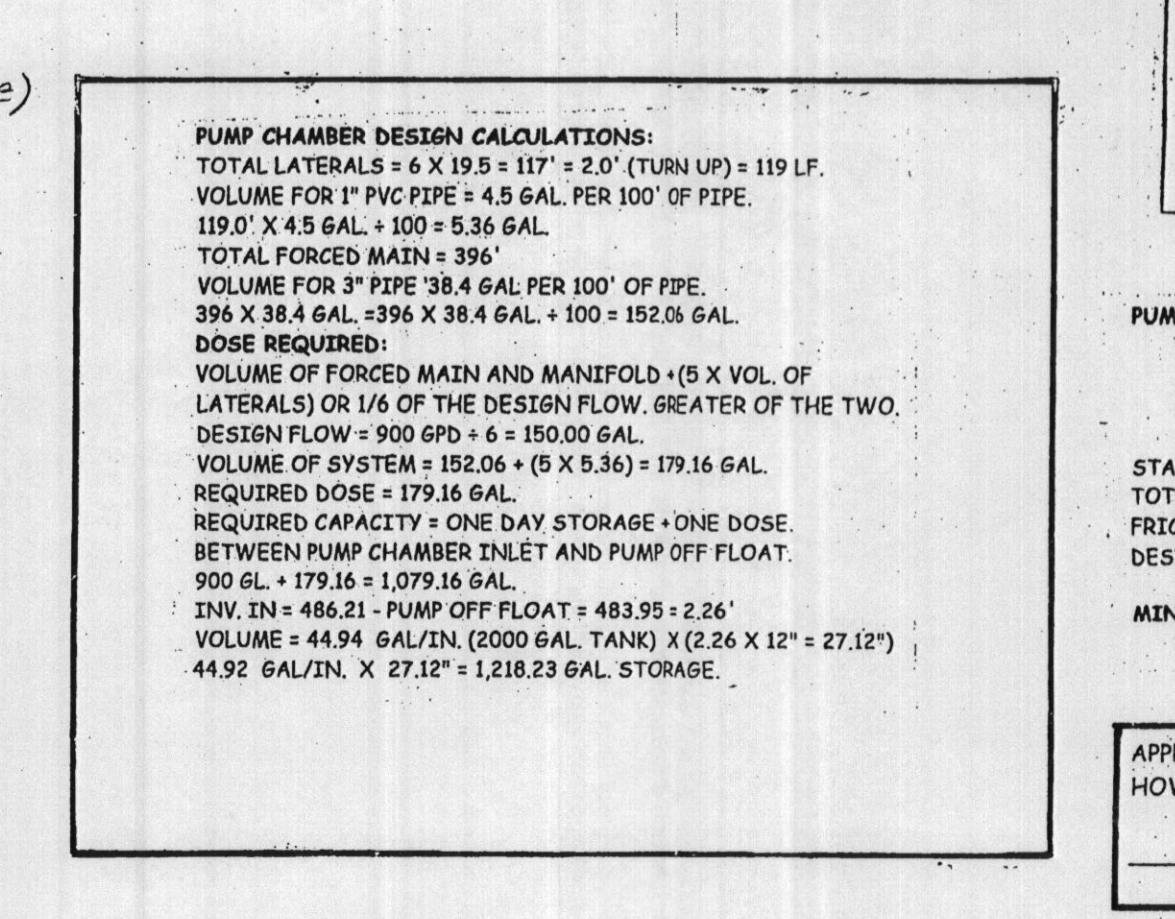 e)
PUMP CHAMBER DESIGN CALCULATIONS:
TOTAL LATERALS = 6 X 19.5 = 117' = 2.0' (TURN UP) = 119 LF.
VOLUME FOR 1" PVC PIPE = 4.5 GAL. PER 100' OF PIPE.
119.0' X 4.5 GAL. ÷ 100 = 5.36 GAL.
TOTAL FORCED MAIN = 396'
VOLUME FOR 3" PIPE '38.4 GAL PER 100' OF PIPE.
396 X 38.4 GAL. =396 X 38.4 GAL. ÷ 100 = 152.06 GAL.
DOSE REQUIRED:
VOLUME OF FORCED MAIN AND MANIFOLD +(5 X VOL. OF
LATERALS) OR 1/6 OF THE DESIGN FLOW. GREATER OF THE TWO.
DESIGN FLOW = 900 GPD ÷ 6 = 150.00 GAL.
VOLUME OF SYSTEM = 152.06 + (5 X 5.36) = 179.16 GAL.
REQUIRED DOSE = 179.16 GAL.
REQUIRED CAPACITY = ONE DAY STORAGE + ONE DOSE.
BETWEEN PUMP CHAMBER INLET AND PUMP OFF FLOAT.
900 GL. + 179.16 = 1,079.16 GAL.
INV. IN = 486.21 - PUMP OFF FLOAT = 483.95 = 2.26'
VOLUME = 44.94 GAL/IN. (2000 GAL. TANK) X (2.26 X 12" = 27.12")
44.92 GAL/IN. X 27.12" = 1,218.23 GAL. STORAGE.
PUM
STA
TOT
FRIC
DES
MIN
APP
HOV